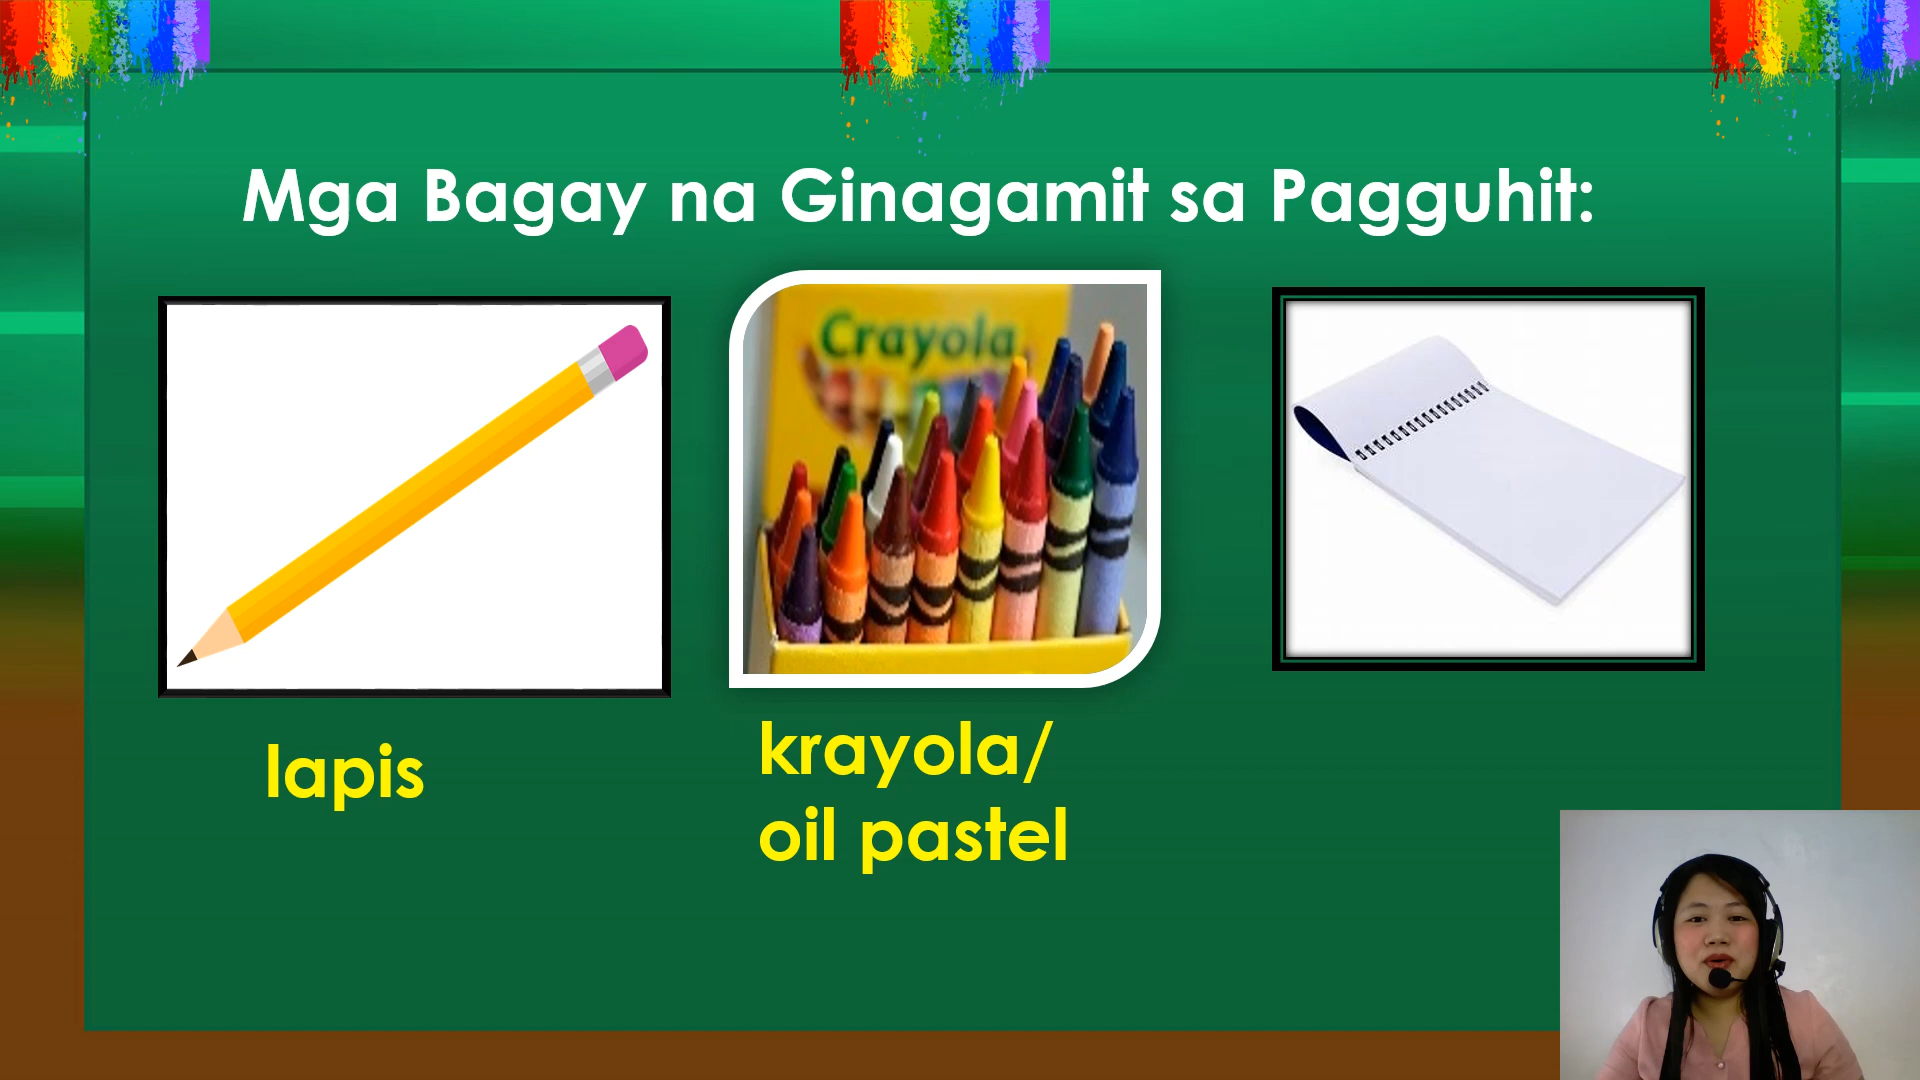 Mga Bagay na Ginagamit sa Pagguhit:
Crayola
lapis
krayola/
oil pastel